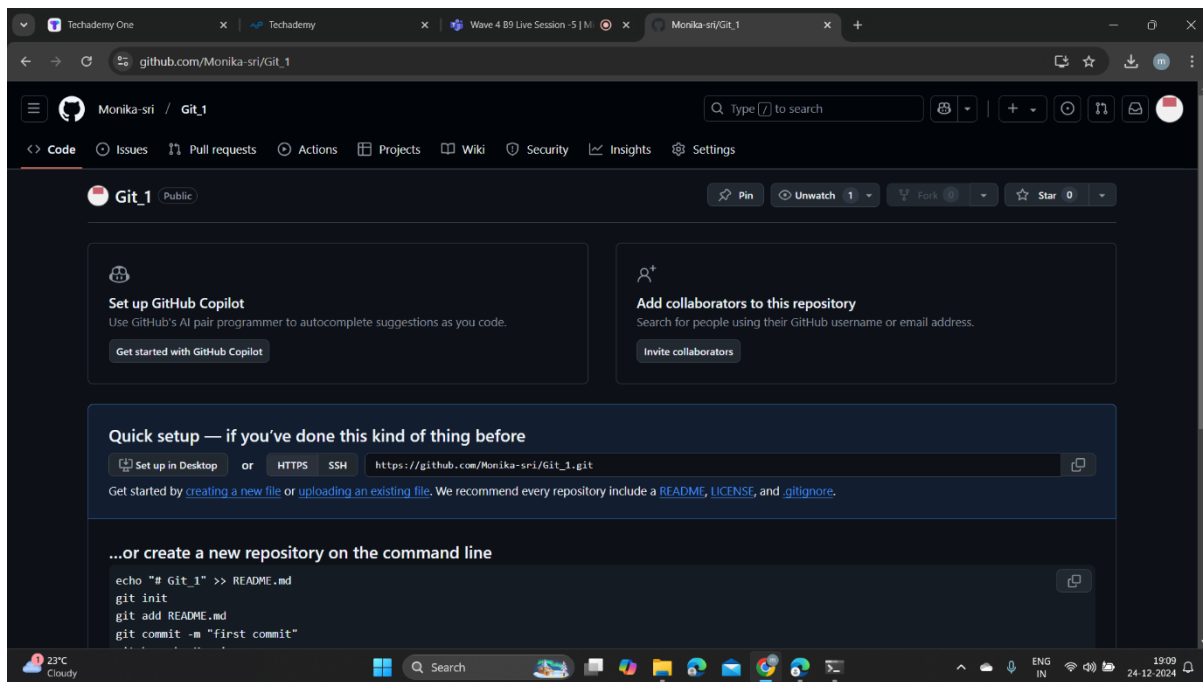 Techademy One
Techademy
Wave 4 B9 Live Session -5 | M
Monika-sri/Git_1
github.com/Monika-sri/Git_1
m
Monika-sri / Git_1
Type / to search
Code Issues Pull requests Actions Projects Wiki Security Insights Settings
Git_1 Public
Pin Unwatch 1 Fork 0 Star 0
Set up GitHub Copilot
Use GitHub's AI pair programmer to autocomplete suggestions as you code.
Get started with GitHub Copilot
Add collaborators to this repository
Search for people using their GitHub username or email address.
Invite collaborators
Quick setup — if you've done this kind of thing before
Set up in Desktop or HTTPS SSH https://github.com/Monika-sri/Git_1.git
Get started by creating a new file or uploading an existing file. We recommend every repository include a README, LICENSE, and .gitignore.
...or create a new repository on the command line
echo "# Git_1" >> README.md
git init
git add README.md
git commit -m "first commit"
1
23°C
Cloudy
Search
ENG
IN
19:09
24-12-2024